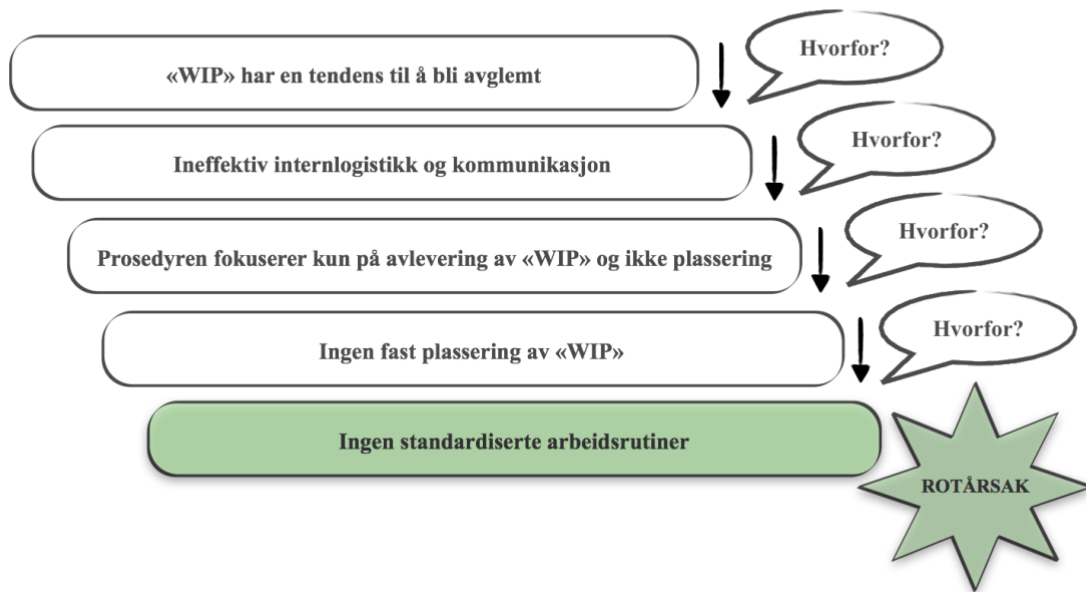 «WIP» har en tendens til å bli avglemt
Hvorfor?
Ineffektiv internlogistikk og kommunikasjon
Hvorfor?
Prosedyren fokuserer kun på avlevering av «WIP» og ikke plassering
Hvorfor?
Ingen fast plassering av «WIP»
Hvorfor?
Ingen standardiserte arbeidsrutiner
ROTÅRSAK